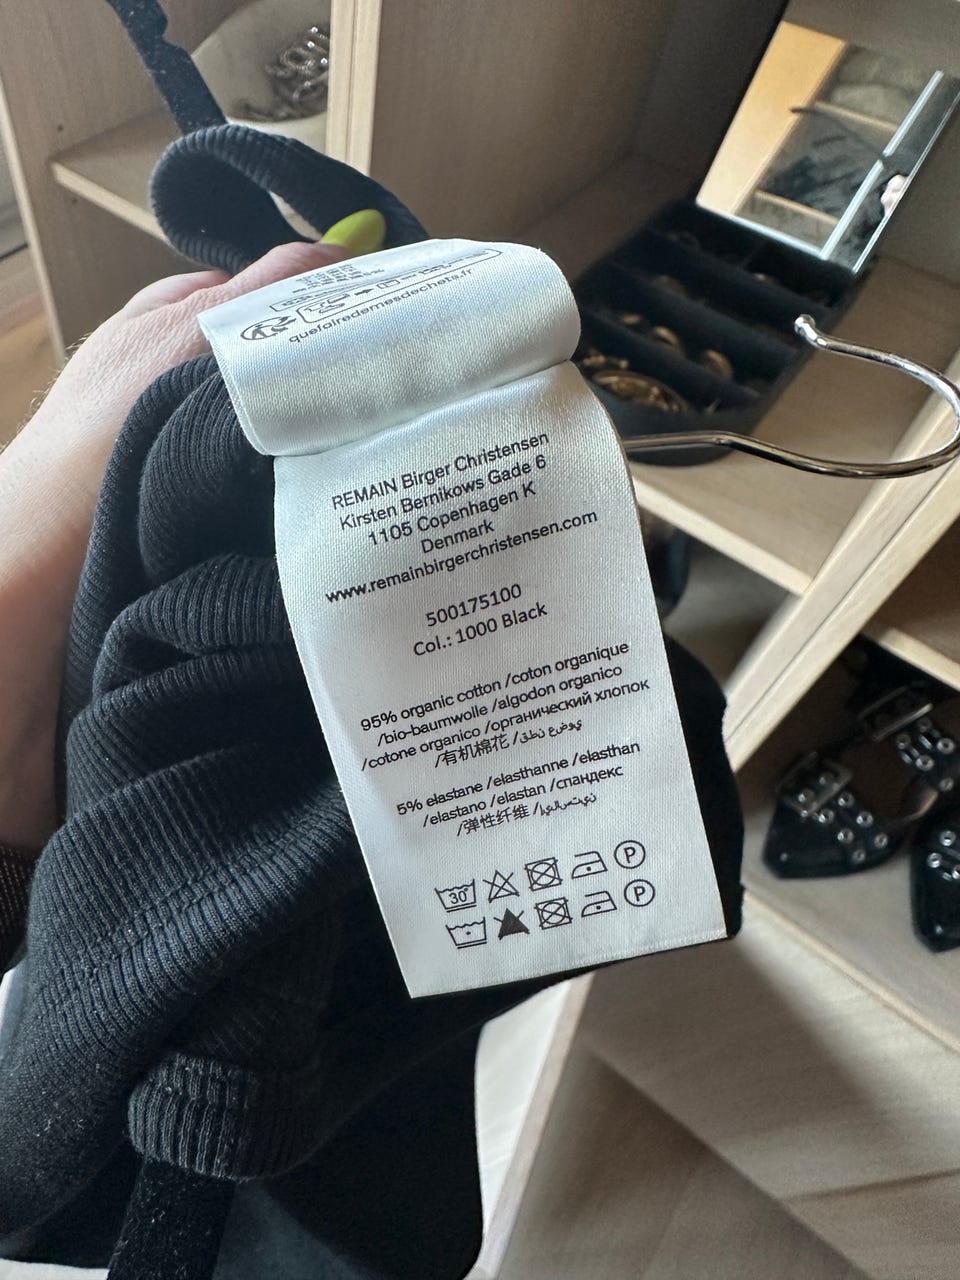 quefairedemesdechets.fr
REMAIN Birger Christensen
Kirsten Bernikows Gade 6
1105 Copenhagen K
Denmark
www.remainbirgerchristensen.com
500175100
Col.: 1000 Black
95% organic cotton /coton organique
/bio-baumwolle /algodon organico
/cotone organico /органический хлопок
/有机棉花 /قطن عضوي
5% elastane /elasthanne /elasthan
/elastano /elastan /спандекс
/弹性纤维 /
30 P
P